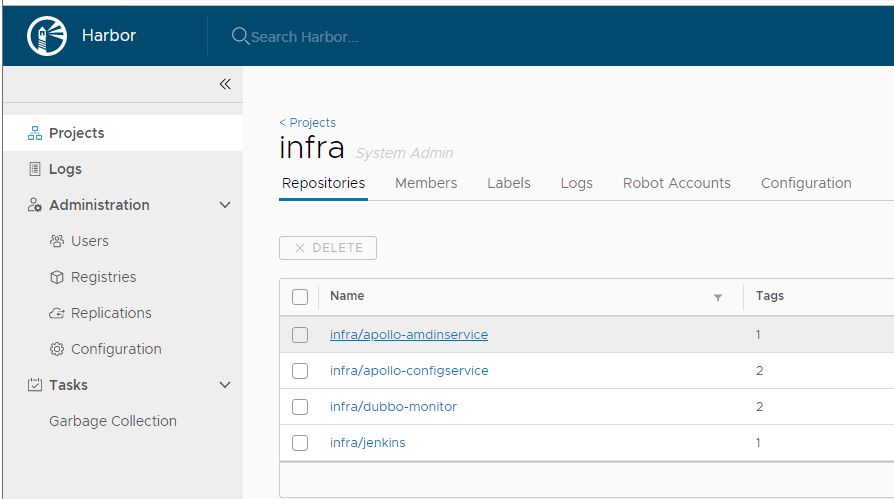 Harbor
Search Harbor...
Projects
Logs
Administration
Users
Registries
Replications
Configuration
Tasks
Garbage Collection
< Projects
infra System Admin
Repositories Members Labels Logs Robot Accounts Configuration
DELETE
Name Tags
infra/apollo-amdinservice 1
infra/apollo-configservice 2
infra/dubbo-monitor 2
infra/jenkins 1